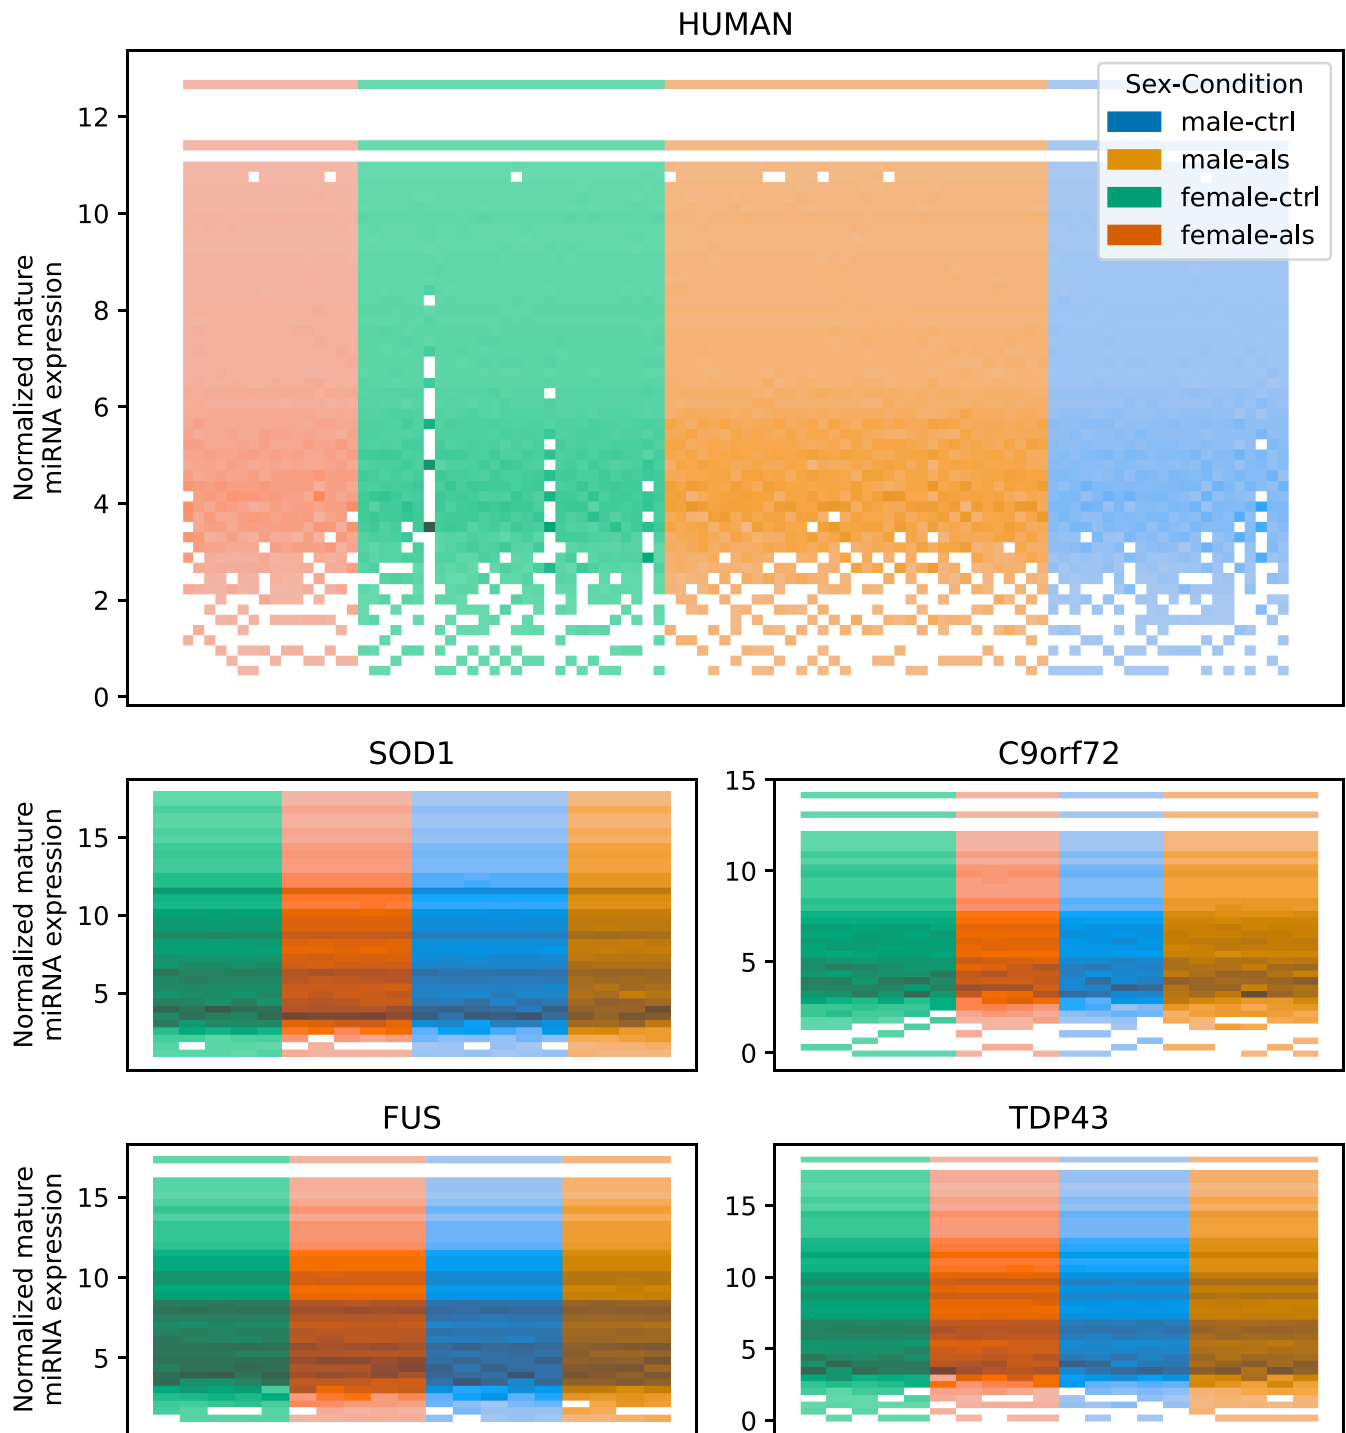 HUMAN
Normalized mature
miRNA expression
12
10
8
6
4
2
0
Sex-Condition
male-ctrl
male-als
female-ctrl
female-als
SOD1
Normalized mature
miRNA expression
15
10
5
C9orf72
15
10
5
0
FUS
Normalized mature
miRNA expression
15
10
5
TDP43
15
10
5
0